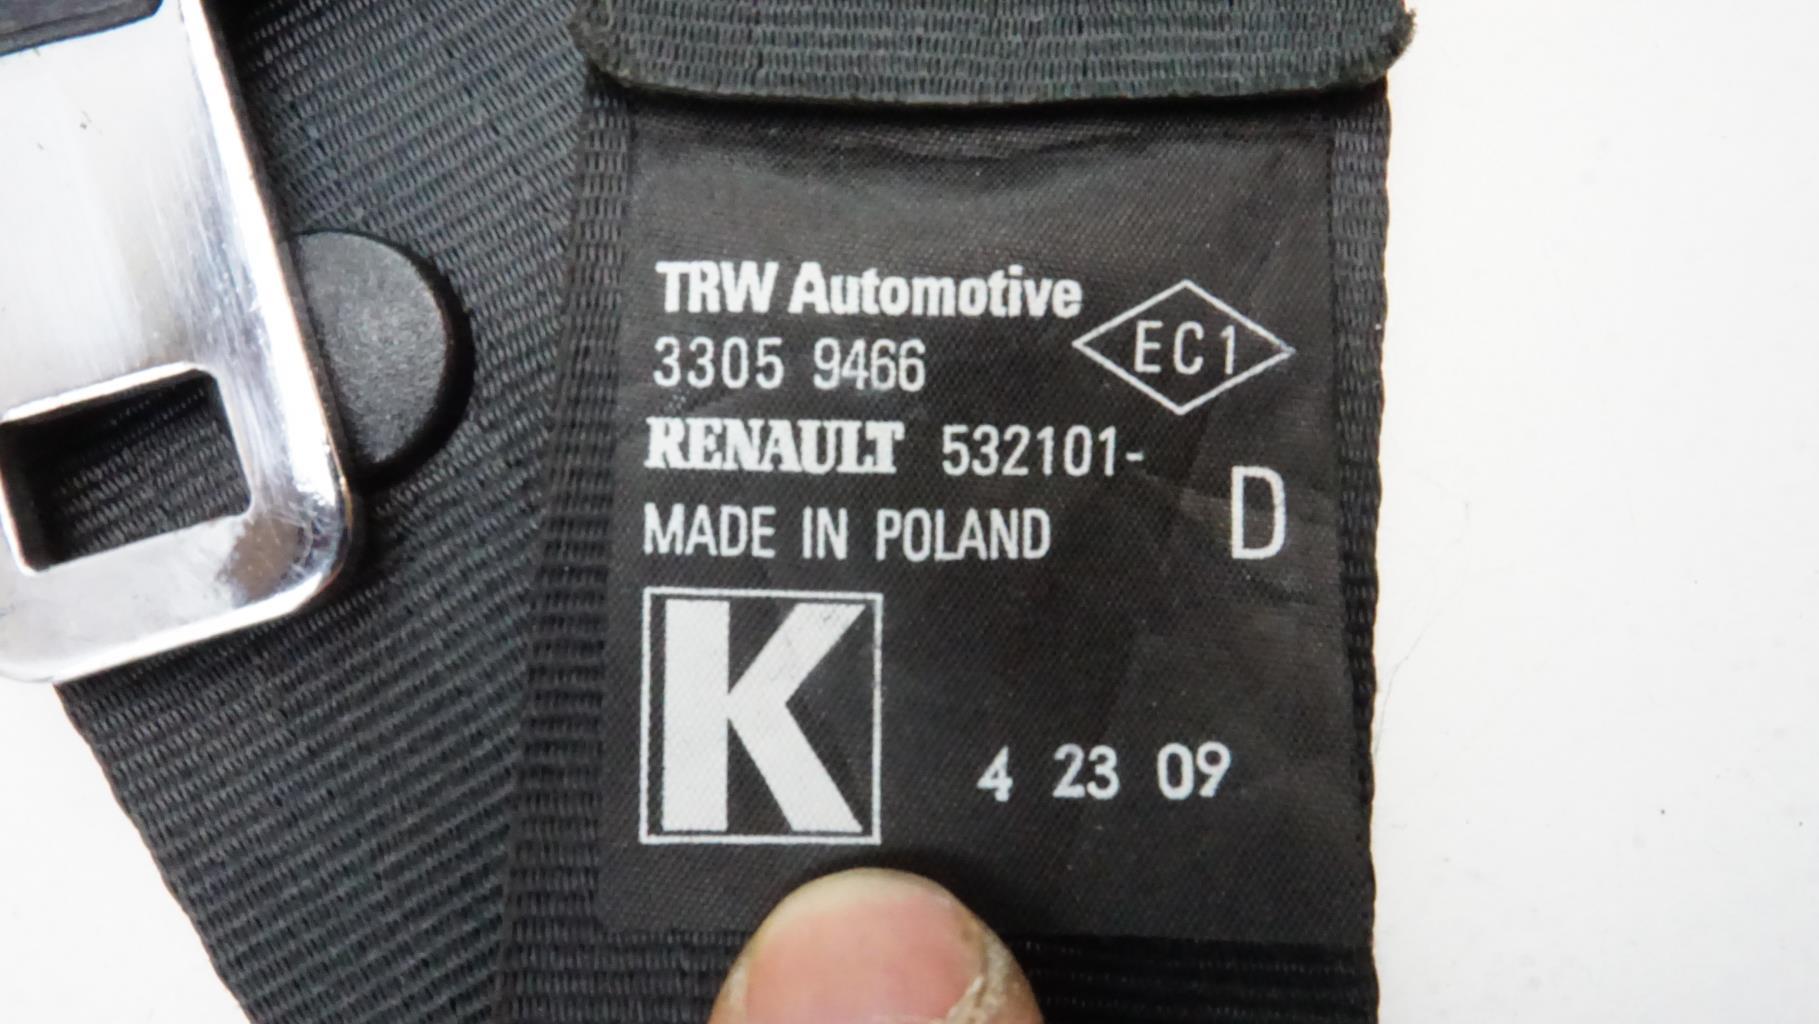 TRW Automotive
3305 9466
EC1
RENAULT 532101-
D
MADE IN POLAND
K
4 23 09